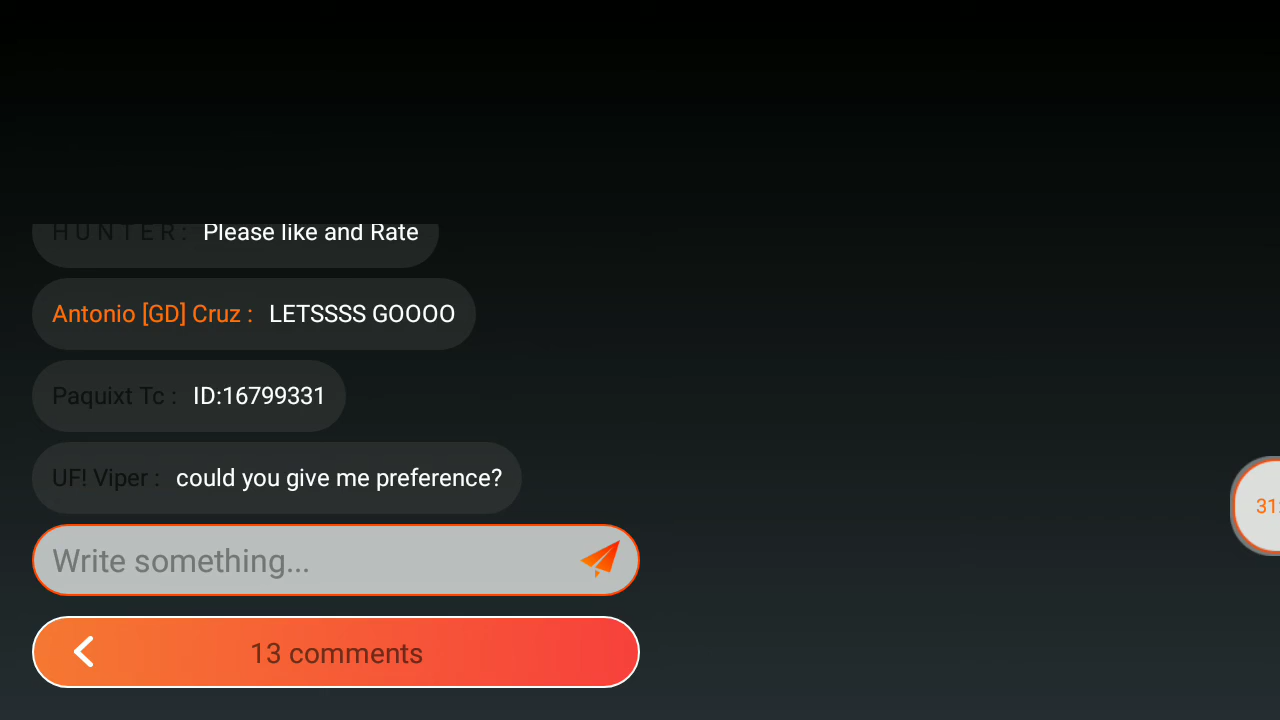 H U N T E R : Please like and Rate
Antonio [GD] Cruz : LETSSSS GOOOO
Paquixt Tc : ID:16799331
UF! Viper : could you give me preference?
Write something...
13 comments